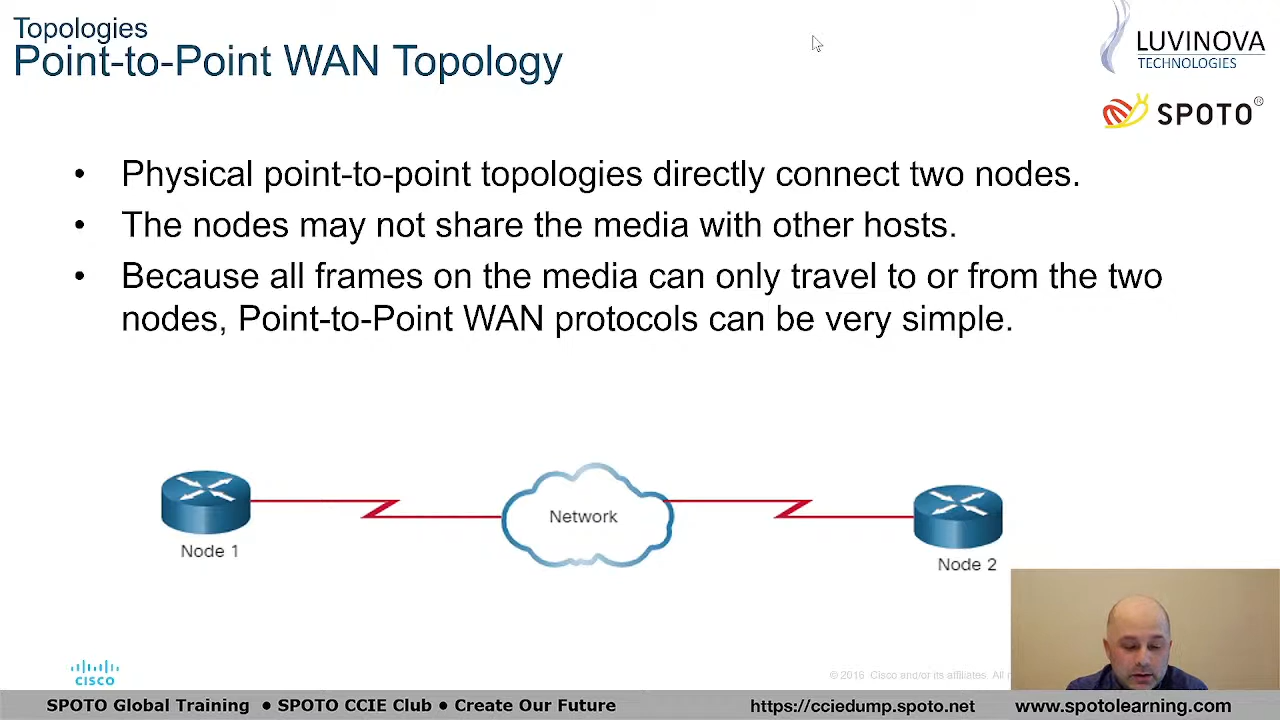 Topologies
Point-to-Point WAN Topology
LUVINOVA
TECHNOLOGIES
SPOTO®
• Physical point-to-point topologies directly connect two nodes.
• The nodes may not share the media with other hosts.
• Because all frames on the media can only travel to or from the two
nodes, Point-to-Point WAN protocols can be very simple.
Network
Node 1
Node 2
CISCO
© 2016 Cisco and/or its affiliates. All
SPOTO Global Training ● SPOTO CCIE Club ● Create Our Future
https://cciedump.spoto.net
www.spotolearning.com